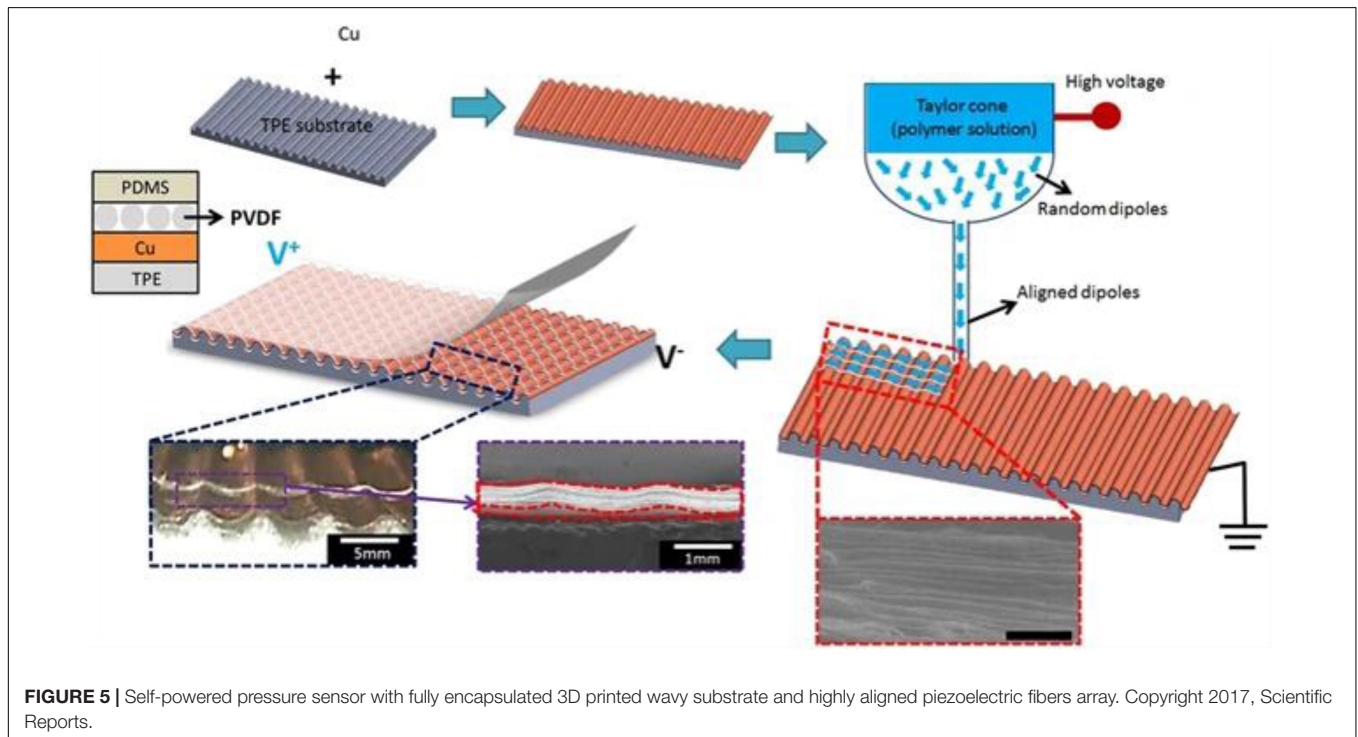 Cu
+
TPE substrate
High voltage
Taylor cone
(polymer solution)
Random dipoles
Aligned dipoles
PDMS
PVDF
Cu
TPE
V⁺
V⁻
5mm
1mm
FIGURE 5 | Self-powered pressure sensor with fully encapsulated 3D printed wavy substrate and highly aligned piezoelectric fibers array. Copyright 2017, Scientific
Reports.